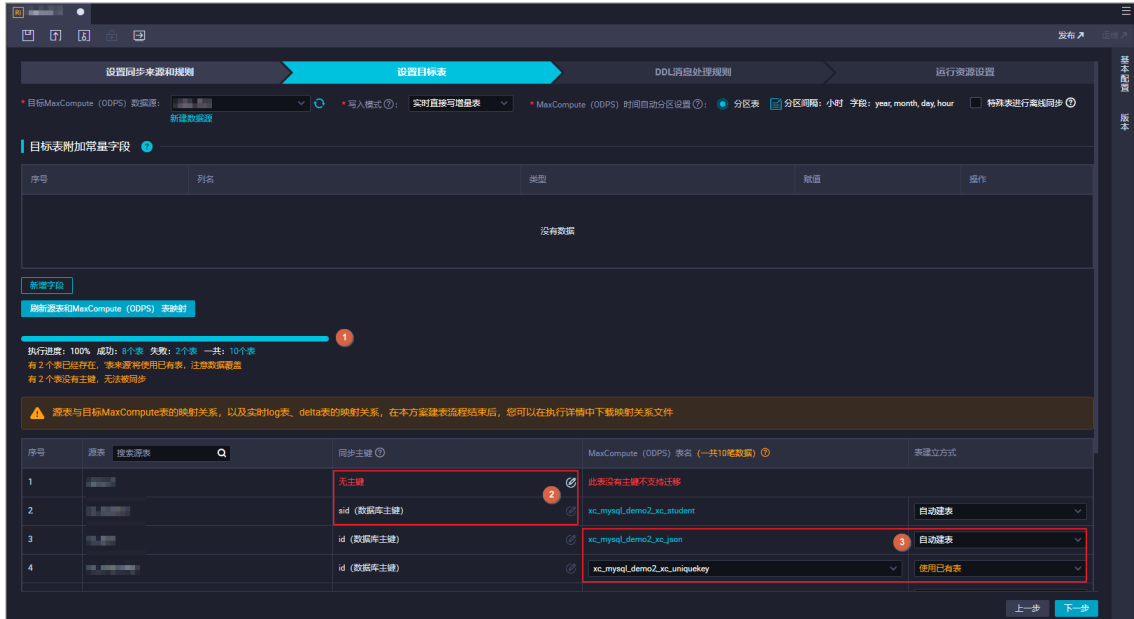 Ri
发布 运维
设置同步来源和规则 设置目标表 DDL消息处理规则 运行资源设置
基本配置
版本
* 目标MaxCompute（ODPS）数据源: * 写入模式 ?: 实时直接写增量表 * MaxCompute（ODPS）时间自动分区设置 ?: 分区表 分区间隔: 小时 字段: year, month, day, hour 特殊表进行离线同步 ?
新建数据源
目标表附加常量字段 ?
序号 列名 类型 赋值 操作
没有数据
新增字段
刷新源表和MaxCompute（ODPS）表映射
1
执行进度: 100% 成功: 8个表 失败: 2个表 一共: 10个表
有 2 个表已经存在, ‘表来源’将使用已有表, 注意数据覆盖
有 2 个表没有主键, 无法被同步
源表与目标MaxCompute表的映射关系，以及实时log表、delta表的映射关系，在本方案建表流程结束后，您可以在执行详情中下载映射关系文件
序号 源表 搜索源表 同步主键 ? MaxCompute（ODPS）表名（一共10笔数据）? 表建立方式
1 无主键 此表没有主键不支持迁移
2
2 sid（数据库主键） xc_mysql_demo2_xc_student 自动建表
3 id（数据库主键） xc_mysql_demo2_xc_json 3 自动建表
4 id（数据库主键） xc_mysql_demo2_xc_uniquekey 使用已有表
上一步 下一步